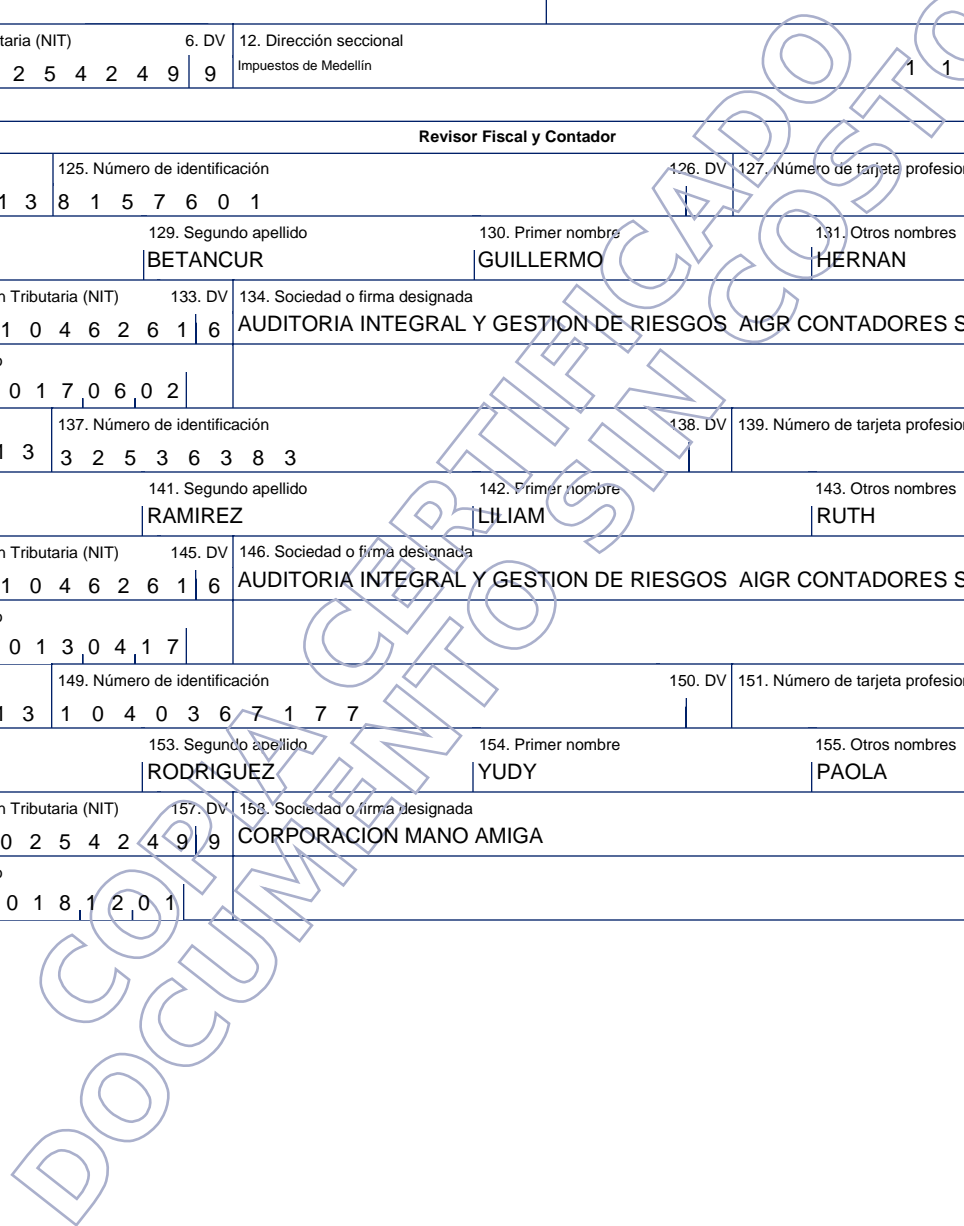 taria (NIT) 6. DV 12. Dirección seccional
2 5 4 2 4 9 9 Impuestos de Medellín 1 1
Revisor Fiscal y Contador
125. Número de identificación 126. DV 127. Número de tarjeta profesion
1 3 8 1 5 7 6 0 1
129. Segundo apellido 130. Primer nombre 131. Otros nombres
BETANCUR GUILLERMO HERNAN
n Tributaria (NIT) 133. DV 134. Sociedad o firma designada
1 0 4 6 2 6 1 6 AUDITORIA INTEGRAL Y GESTION DE RIESGOS AIGR CONTADORES S
o
0 1 7 0 6 0 2
137. Número de identificación 138. DV 139. Número de tarjeta profesion
1 3 3 2 5 3 6 3 8 3
141. Segundo apellido 142. Primer nombre 143. Otros nombres
RAMIREZ LILIAM RUTH
n Tributaria (NIT) 145. DV 146. Sociedad o firma designada
1 0 4 6 2 6 1 6 AUDITORIA INTEGRAL Y GESTION DE RIESGOS AIGR CONTADORES S
o
0 1 3 0 4 1 7
149. Número de identificación 150. DV 151. Número de tarjeta profesion
1 3 1 0 4 0 3 6 7 1 7 7
153. Segundo apellido 154. Primer nombre 155. Otros nombres
RODRIGUEZ YUDY PAOLA
n Tributaria (NIT) 157. DV 158. Sociedad o firma designada
0 2 5 4 2 4 9 9 CORPORACION MANO AMIGA
o
0 1 8 1 2 0 1
COPIA CERTIFICADO
DOCUMENTO SIN COSTO